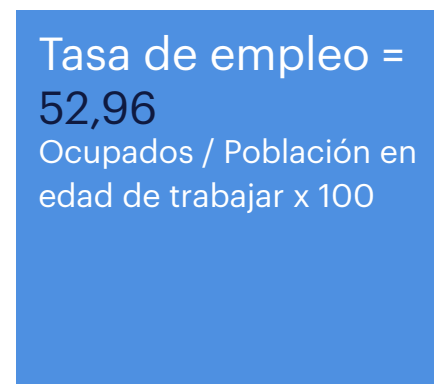 Tasa de empleo =
52,96
Ocupados / Población en
edad de trabajar x 100